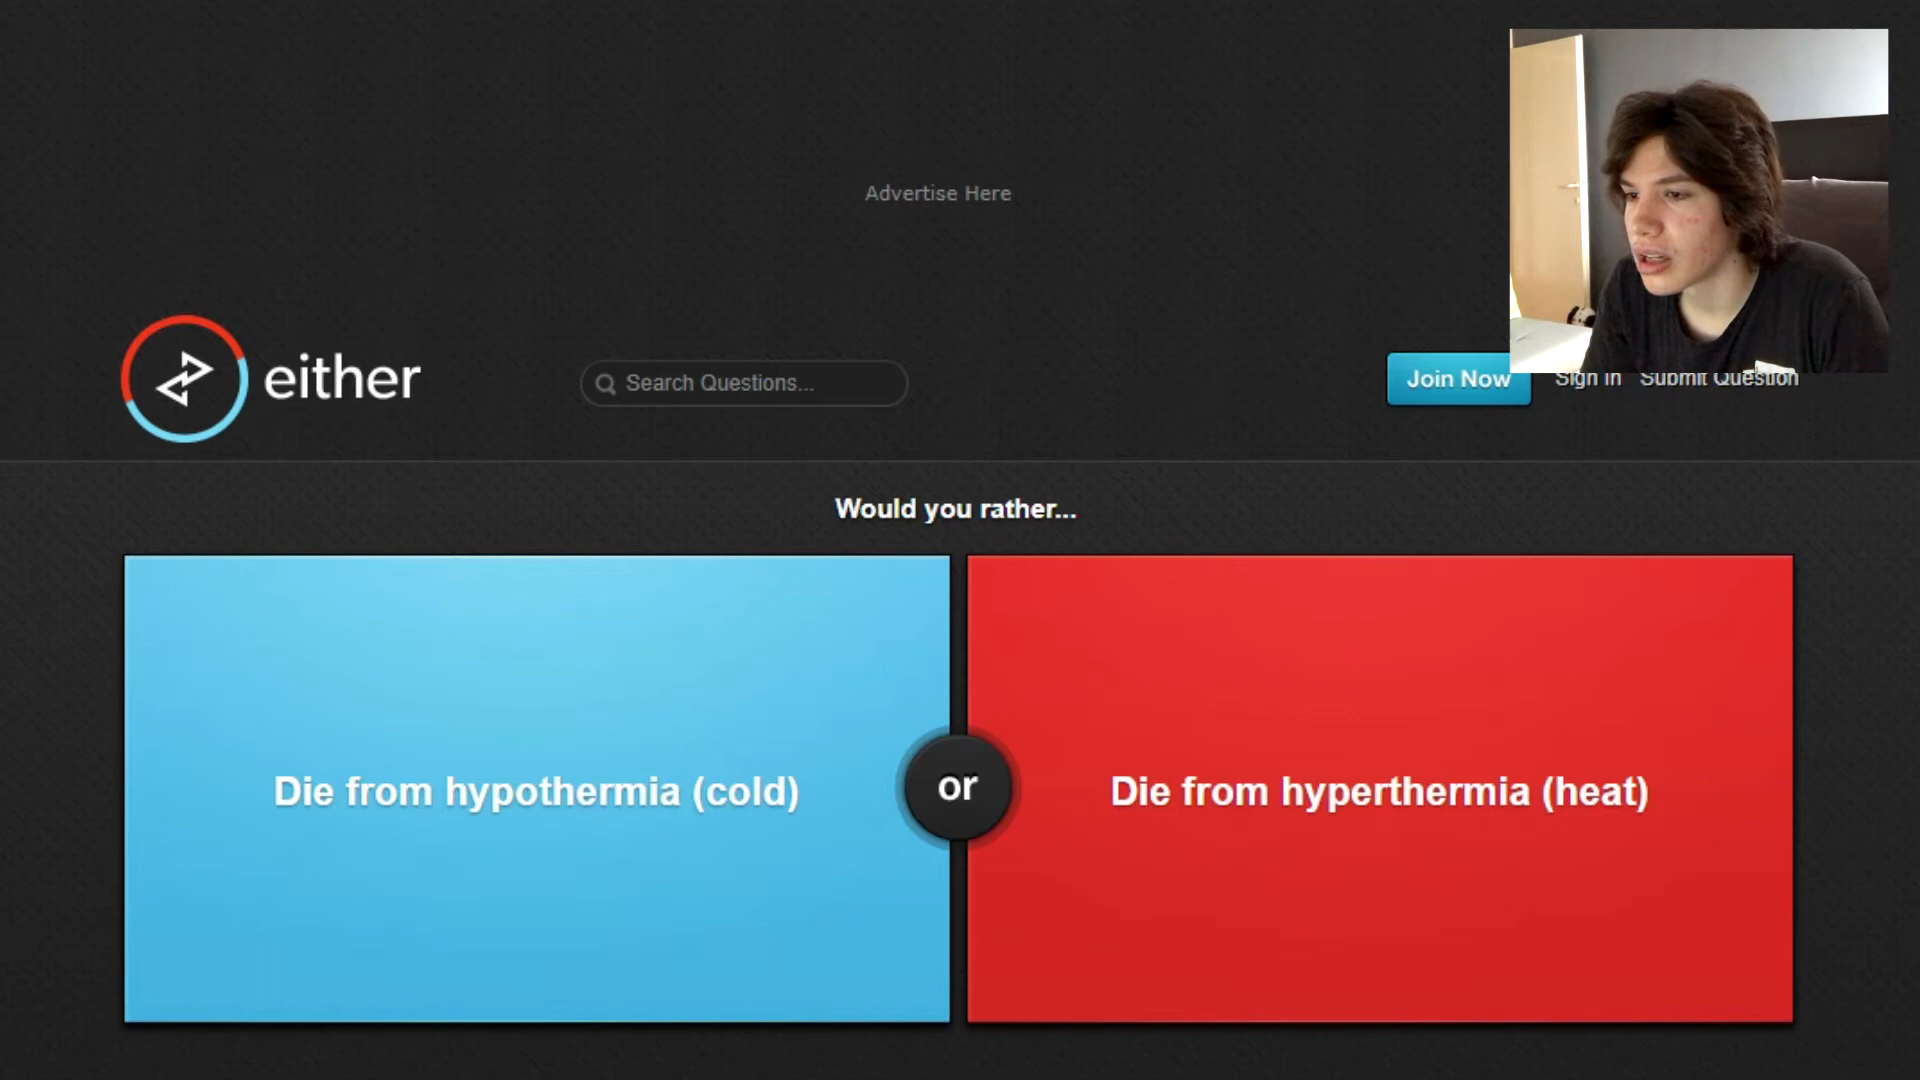 Advertise Here
either
Search Questions...
Join Now
Sign In
Submit Question
Would you rather...
Die from hypothermia (cold)
or
Die from hyperthermia (heat)